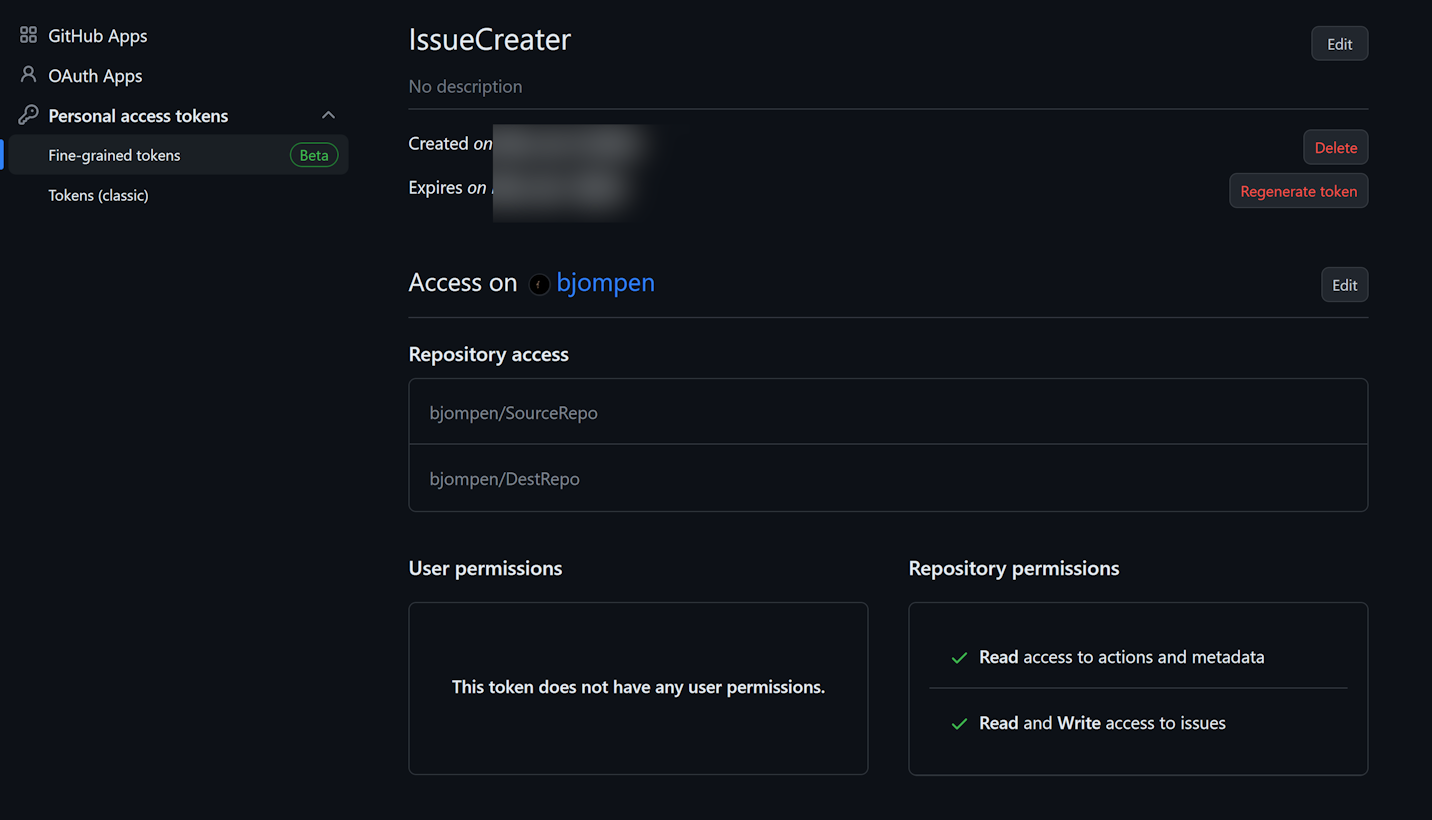 GitHub Apps
OAuth Apps
Personal access tokens
Fine-grained tokens Beta
Tokens (classic)
IssueCreater
Edit
No description
Created on
Delete
Expires on
Regenerate token
Access on bjompen
Edit
Repository access
bjompen/SourceRepo
bjompen/DestRepo
User permissions
This token does not have any user permissions.
Repository permissions
Read access to actions and metadata
Read and Write access to issues